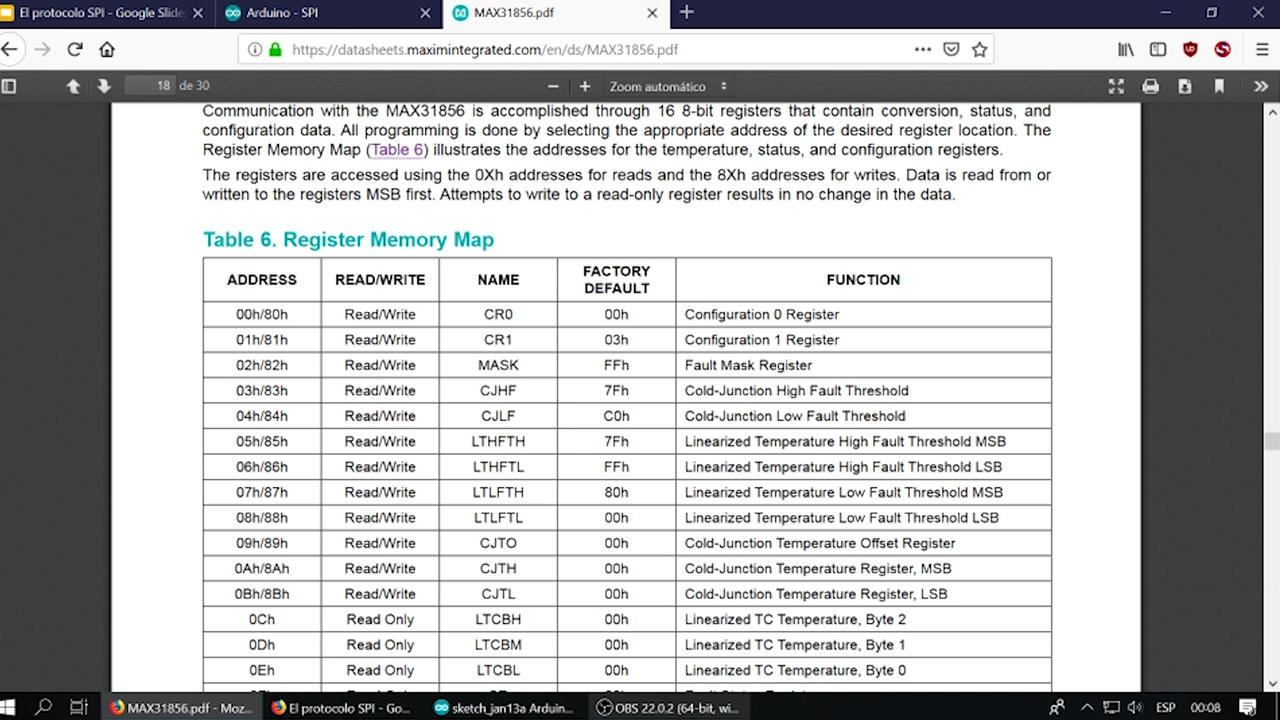 El protocolo SPI - Google Slide
Arduino - SPI
MAX31856.pdf
https://datasheets.maximintegrated.com/en/ds/MAX31856.pdf
18 de 30
Zoom automático
Communication with the MAX31856 is accomplished through 16 8-bit registers that contain conversion, status, and
configuration data. All programming is done by selecting the appropriate address of the desired register location. The
Register Memory Map (Table 6) illustrates the addresses for the temperature, status, and configuration registers.
The registers are accessed using the 0Xh addresses for reads and the 8Xh addresses for writes. Data is read from or
written to the registers MSB first. Attempts to write to a read-only register results in no change in the data.
Table 6. Register Memory Map
ADDRESS READ/WRITE NAME FACTORY DEFAULT FUNCTION
00h/80h Read/Write CR0 00h Configuration 0 Register
01h/81h Read/Write CR1 03h Configuration 1 Register
02h/82h Read/Write MASK FFh Fault Mask Register
03h/83h Read/Write CJHF 7Fh Cold-Junction High Fault Threshold
04h/84h Read/Write CJLF C0h Cold-Junction Low Fault Threshold
05h/85h Read/Write LTHFTH 7Fh Linearized Temperature High Fault Threshold MSB
06h/86h Read/Write LTHFTL FFh Linearized Temperature High Fault Threshold LSB
07h/87h Read/Write LTLFTH 80h Linearized Temperature Low Fault Threshold MSB
08h/88h Read/Write LTLFTL 00h Linearized Temperature Low Fault Threshold LSB
09h/89h Read/Write CJTO 00h Cold-Junction Temperature Offset Register
0Ah/8Ah Read/Write CJTH 00h Cold-Junction Temperature Register, MSB
0Bh/8Bh Read/Write CJTL 00h Cold-Junction Temperature Register, LSB
0Ch Read Only LTCBH 00h Linearized TC Temperature, Byte 2
0Dh Read Only LTCBM 00h Linearized TC Temperature, Byte 1
0Eh Read Only LTCBL 00h Linearized TC Temperature, Byte 0
MAX31856.pdf - Moz...
El protocolo SPI - Go...
sketch_jan13a Arduin...
OBS 22.0.2 (64-bit, wi...
ESP
00:08